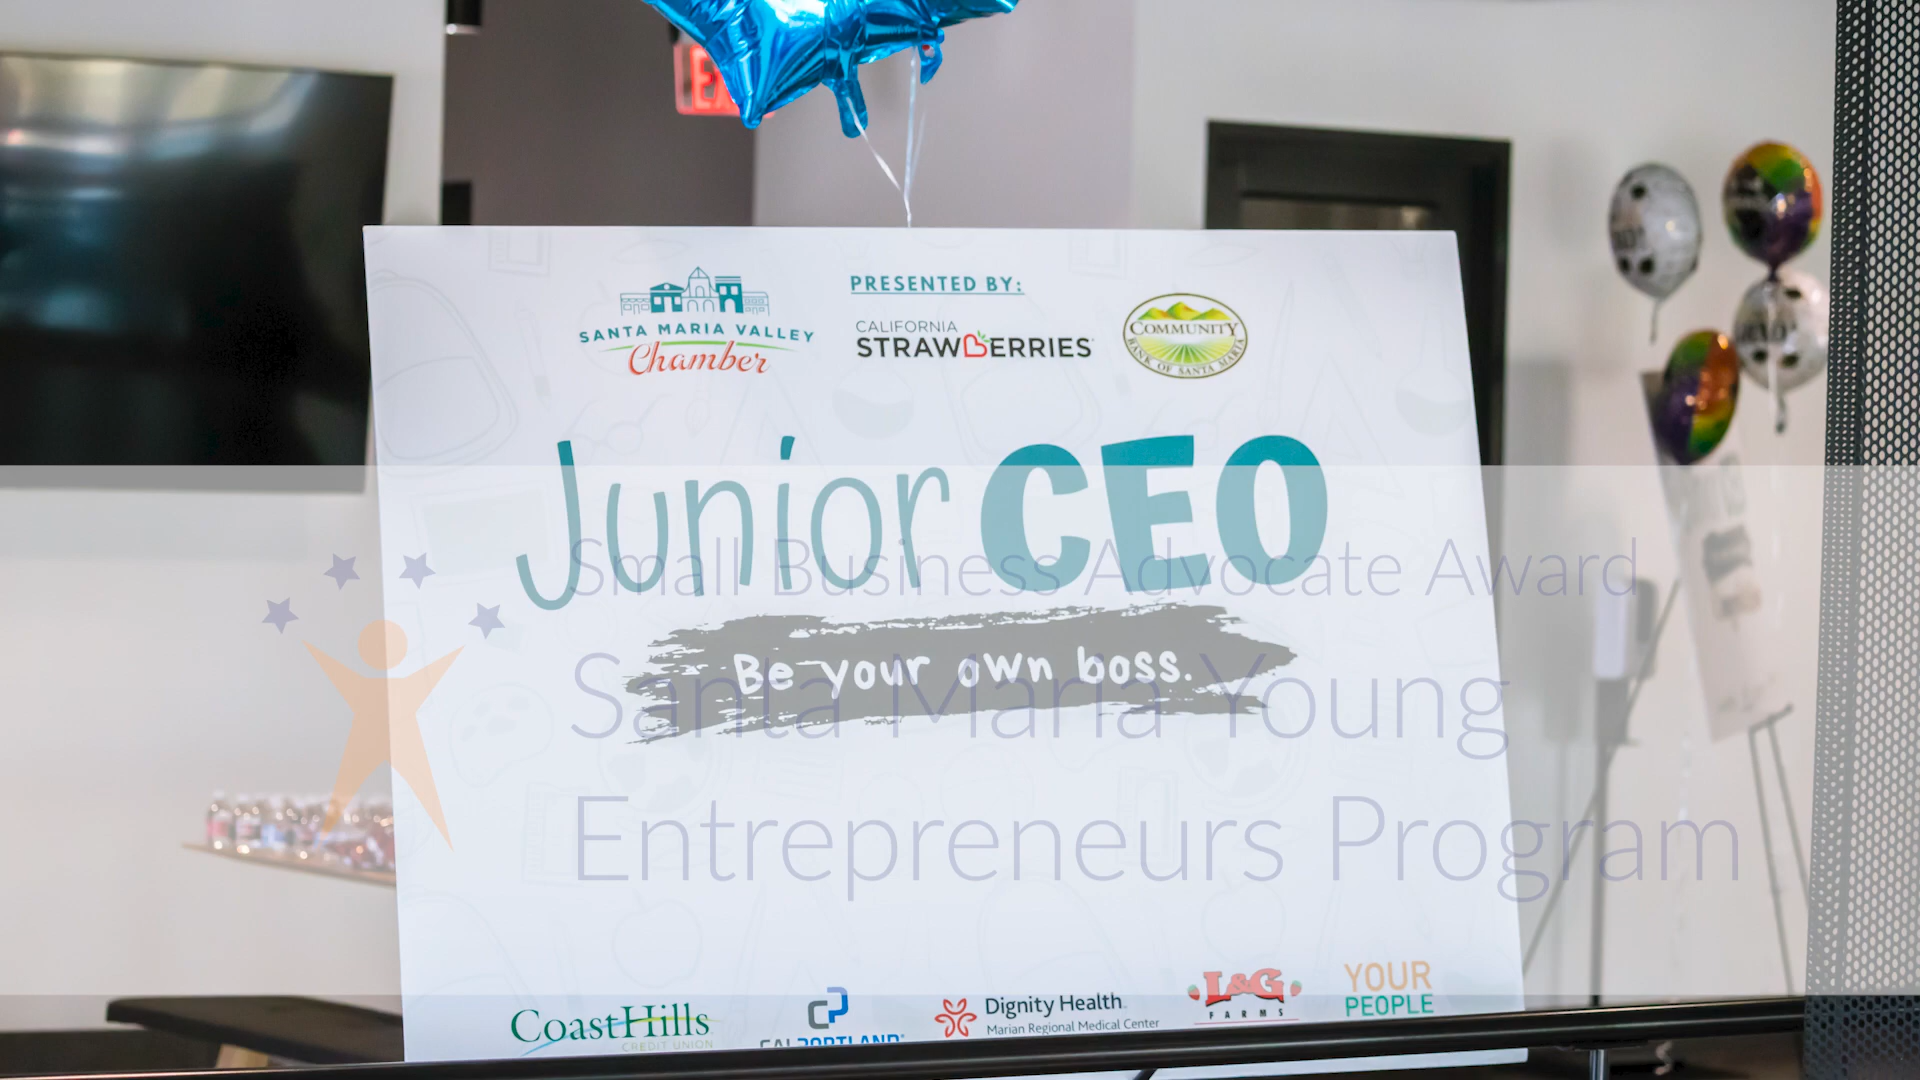 EX
PRESENTED BY:
SANTA MARIA VALLEY
Chamber
CALIFORNIA
STRAWBERRIES
COMMUNITY
BANK OF SANTA MARIA
Junior CEO
Small Business Advocate Award
Be your own boss.
Santa Maria Young
Entrepreneurs Program
CoastHills
CREDIT UNION
CALPORTLAND
Dignity Health
Marian Regional Medical Center
L&G
FARMS
YOUR
PEOPLE